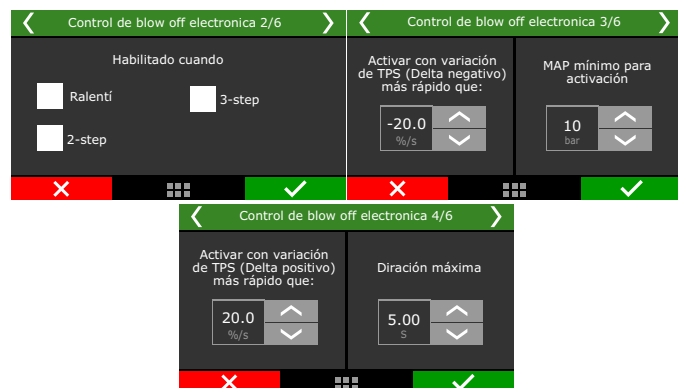 Control de blow off electronica 2/6
Habilitado cuando
Ralentí
3-step
2-step
Control de blow off electronica 3/6
Activar con variación
de TPS (Delta negativo)
más rápido que:
-20.0
%/s
MAP mínimo para
activación
10
bar
Control de blow off electronica 4/6
Activar con variación
de TPS (Delta positivo)
más rápido que:
20.0
%/s
Diración máxima
5.00
S